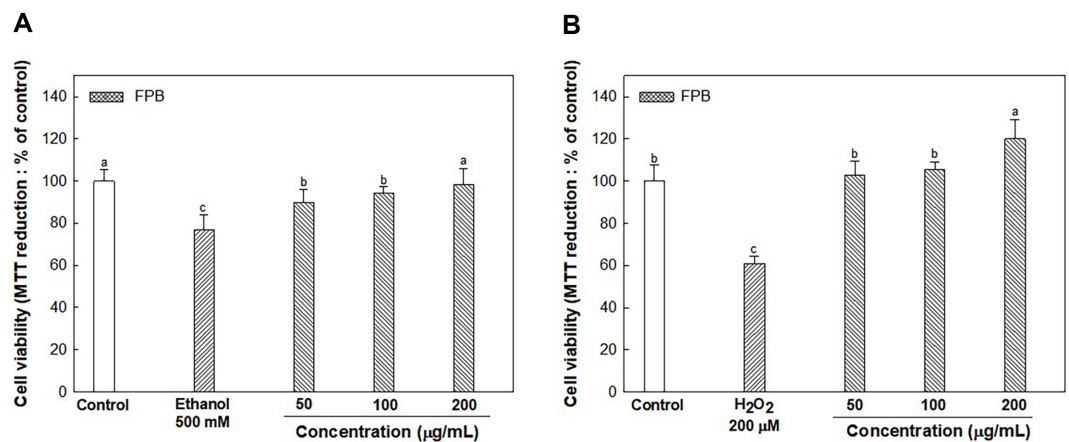 A
Cell viability (MTT reduction : % of control)
140
120
100
80
60
40
20
0
FPB
a
c
b
b
a
Control
Ethanol
500 mM
50
100
200
Concentration (µg/mL)
B
Cell viability (MTT reduction : % of control)
140
120
100
80
60
40
20
0
FPB
b
c
b
b
a
Control
H₂O₂
200 µM
50
100
200
Concentration (µg/mL)